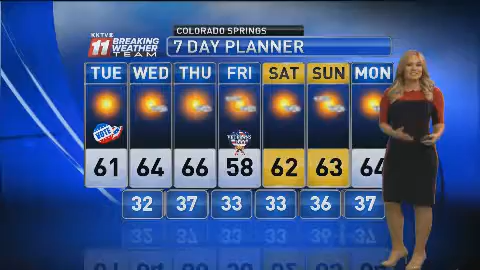 COLORADO SPRINGS
KKTV
11 BREAKING WEATHER TEAM
7 DAY PLANNER
TUE WED THU FRI SAT SUN MON
VOTE
VETERANS
61 64 66 58 62 63 64
32 37 33 33 36 37